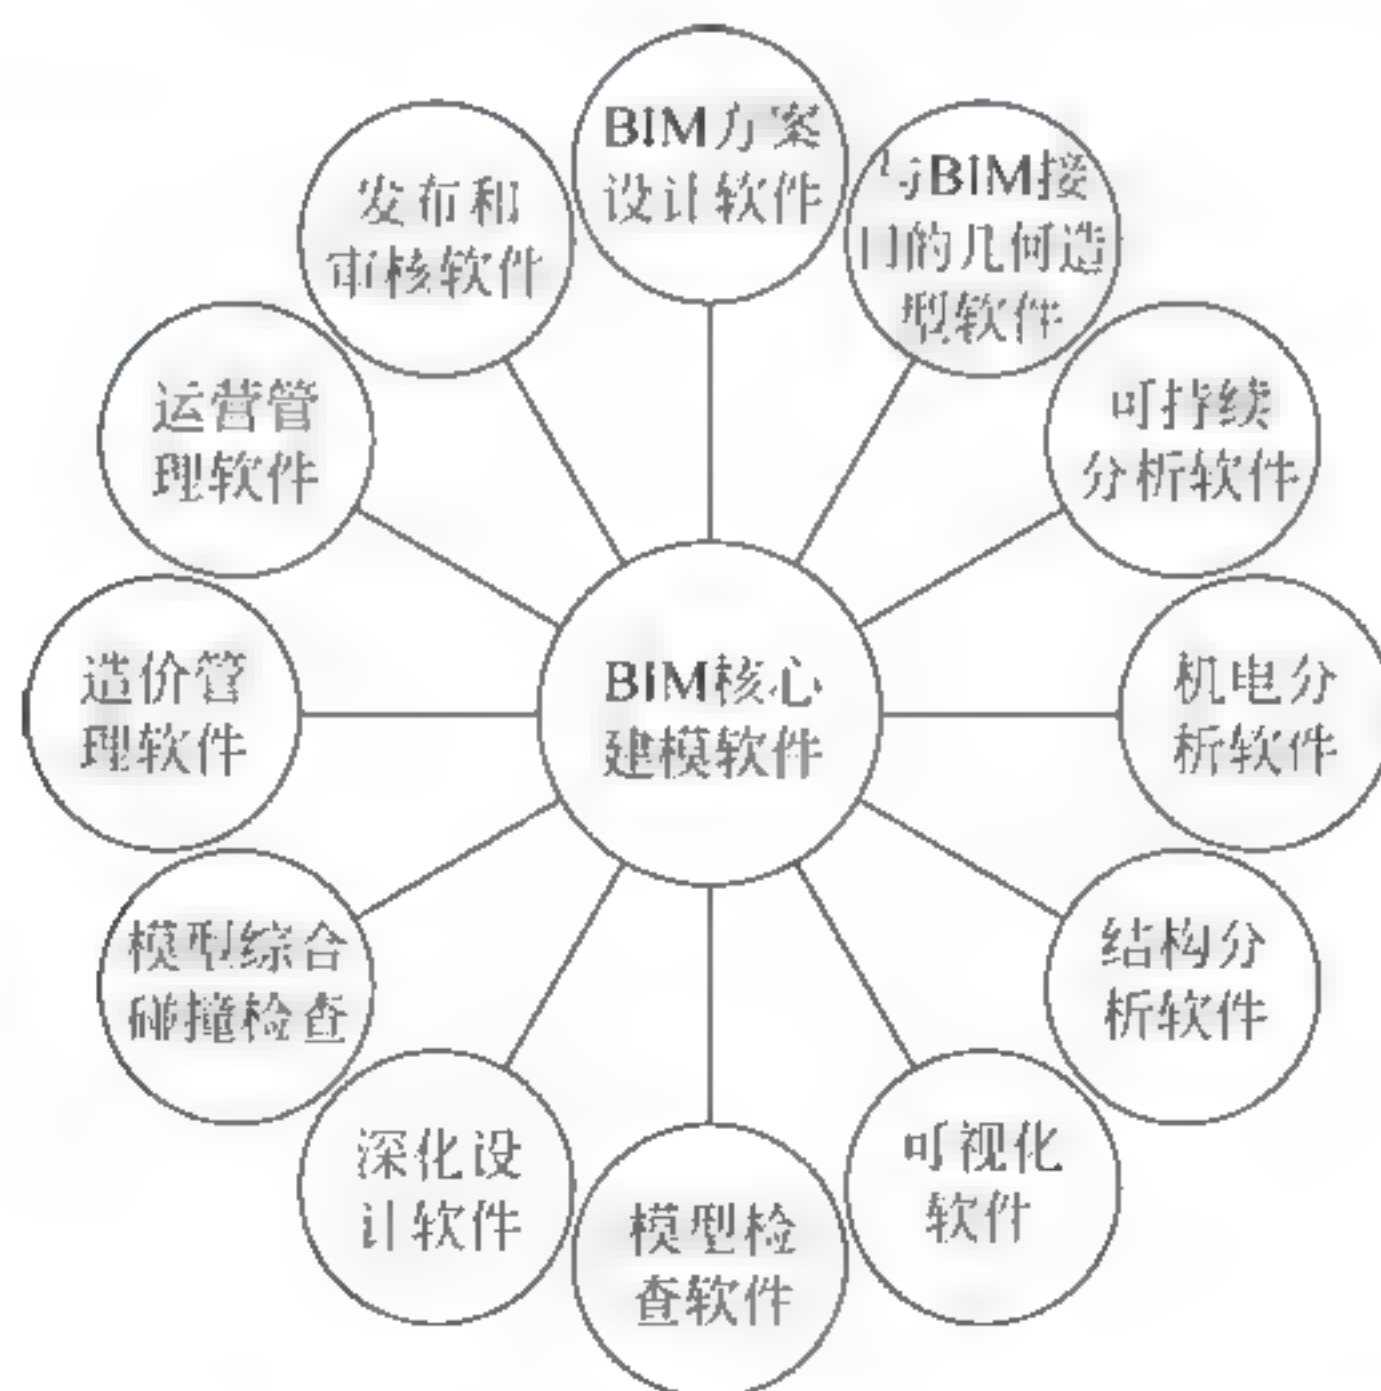 BIM方案
设计软件
与BIM接
口的几何造
型软件
可持续
分析软件
机电分
析软件
结构分
析软件
可视化
软件
模型检
查软件
深化设
计软件
模型综合
碰撞检查
造价管
理软件
运营管
理软件
发布和
审核软件
BIM核心
建模软件